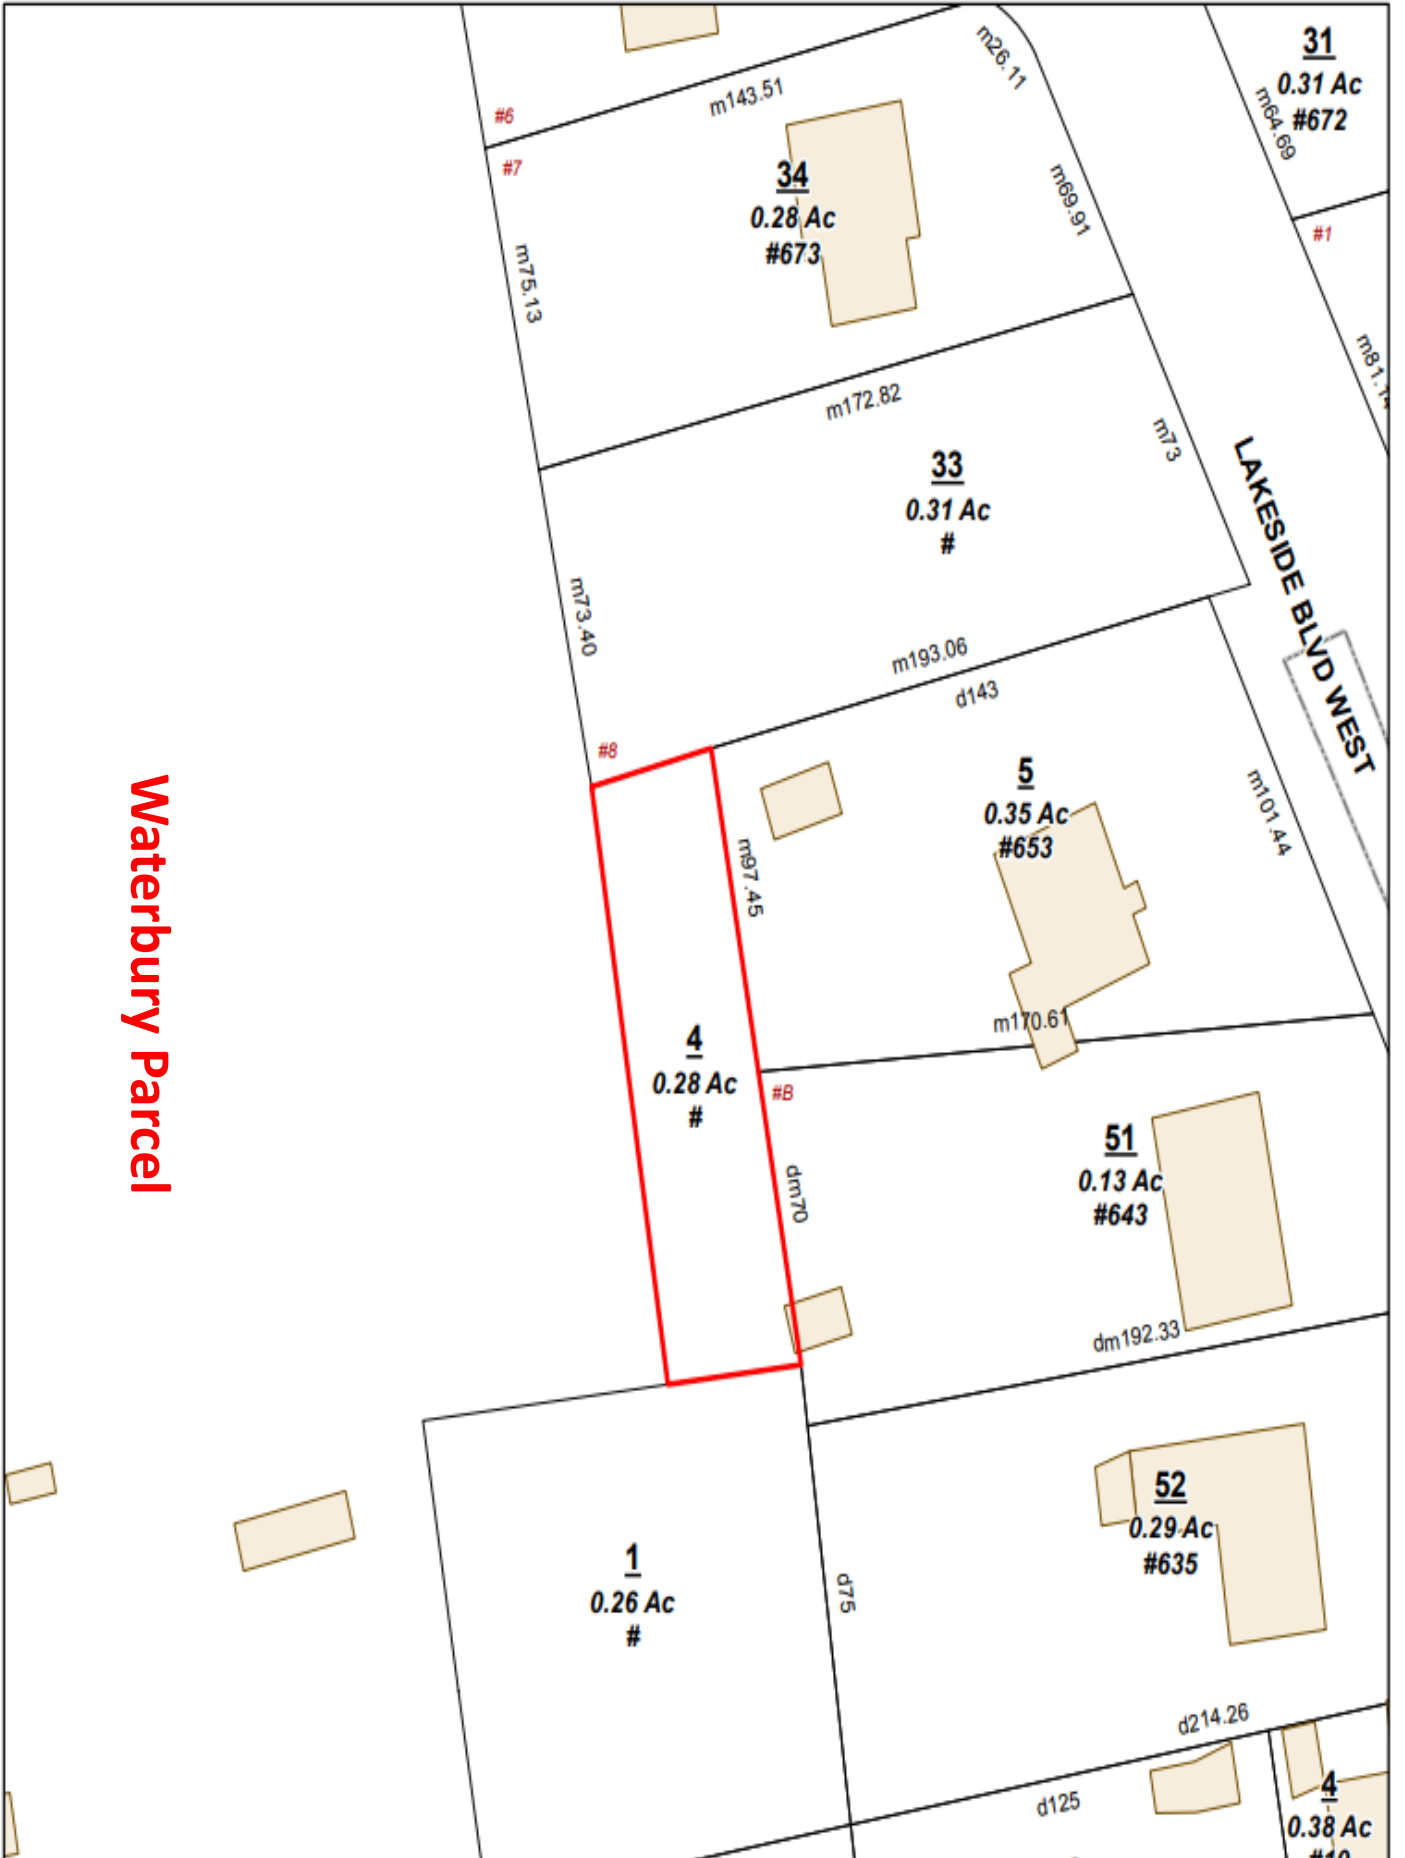 31
0.31 Ac
#672
m26.11
m64.69
m143.51
#6
#7
34
0.28 Ac
#673
m69.91
#1
m75.13
m172.82
m73
33
0.31 Ac
#
LAKESIDE BLVD WEST
m73.40
m193.06
d143
#8
5
0.35 Ac
#653
m101.44
m97.45
Waterbury Parcel
m170.61
4
0.28 Ac
#
#B
51
0.13 Ac
#643
dm70
dm192.33
52
0.29 Ac
#635
1
0.26 Ac
#
d75
d214.26
d125
4
0.38 Ac